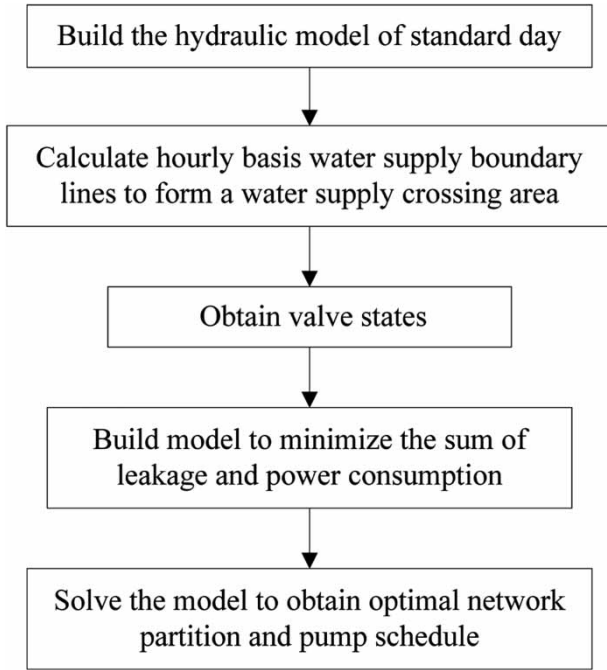 Build the hydraulic model of standard day
Calculate hourly basis water supply boundary
lines to form a water supply crossing area
Obtain valve states
Build model to minimize the sum of
leakage and power consumption
Solve the model to obtain optimal network
partition and pump schedule